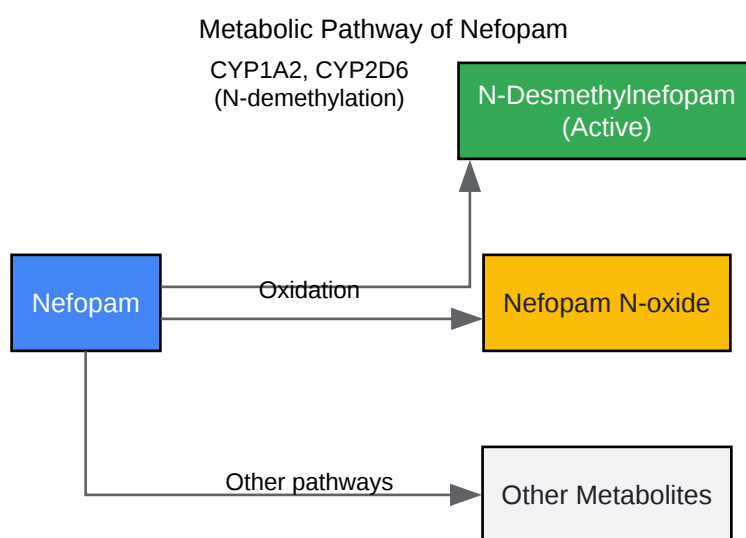 Metabolic Pathway of Nefopam
CYP1A2, CYP2D6
(N-demethylation)
N-Desmethylnefopam
(Active)
Nefopam
Oxidation
Nefopam N-oxide
Other pathways
Other Metabolites